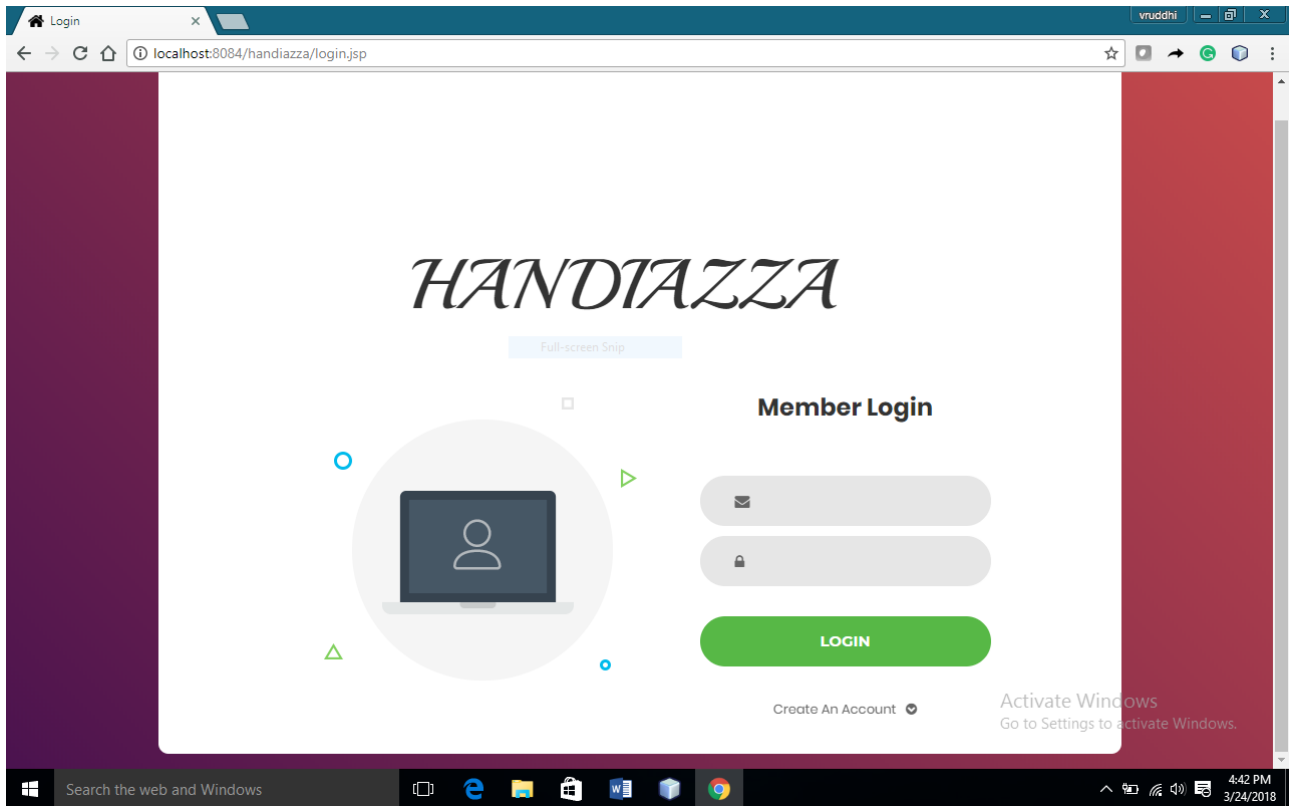 Login
vruddhi
localhost:8084/handiazza/login.jsp
HANDIAZZA
Full-screen Snip
Member Login
LOGIN
Create An Account
Activate Windows
Go to Settings to activate Windows.
Search the web and Windows
4:42 PM
3/24/2018